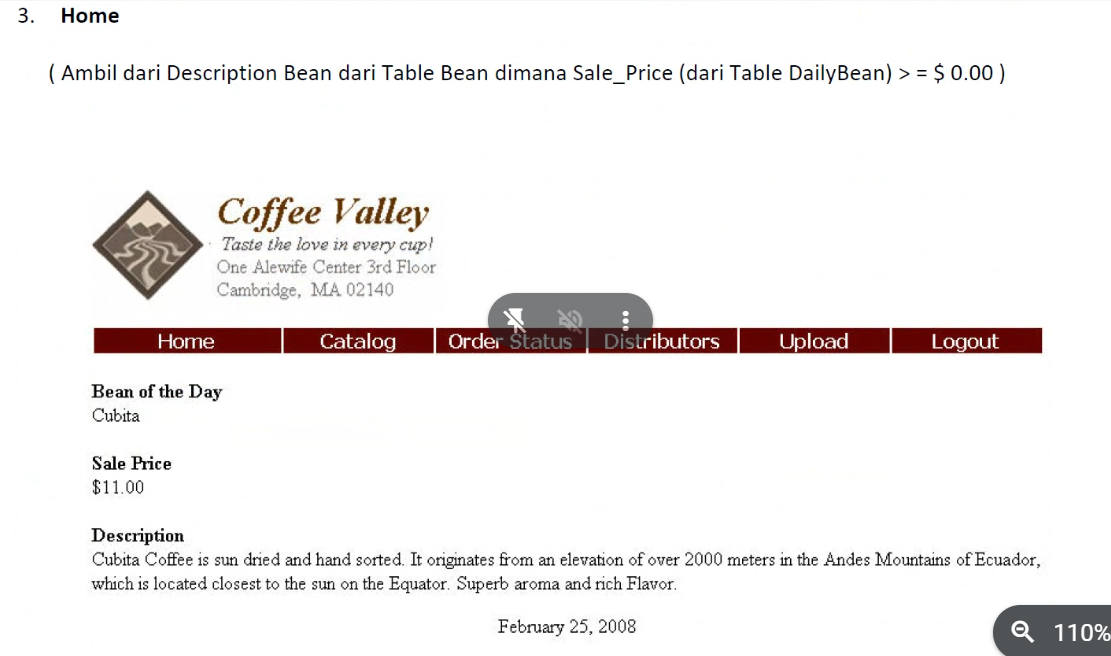 3. Home
( Ambil dari Description Bean dari Table Bean dimana Sale_Price (dari Table DailyBean) > = $ 0.00 )
Coffee Valley
Taste the love in every cup!
One Alewife Center 3rd Floor
Cambridge, MA 02140
Home Catalog Order Status Distributors Upload Logout
Bean of the Day
Cubita
Sale Price
$11.00
Description
Cubita Coffee is sun dried and hand sorted. It originates from an elevation of over 2000 meters in the Andes Mountains of Ecuador,
which is located closest to the sun on the Equator. Superb aroma and rich Flavor.
February 25, 2008
110%